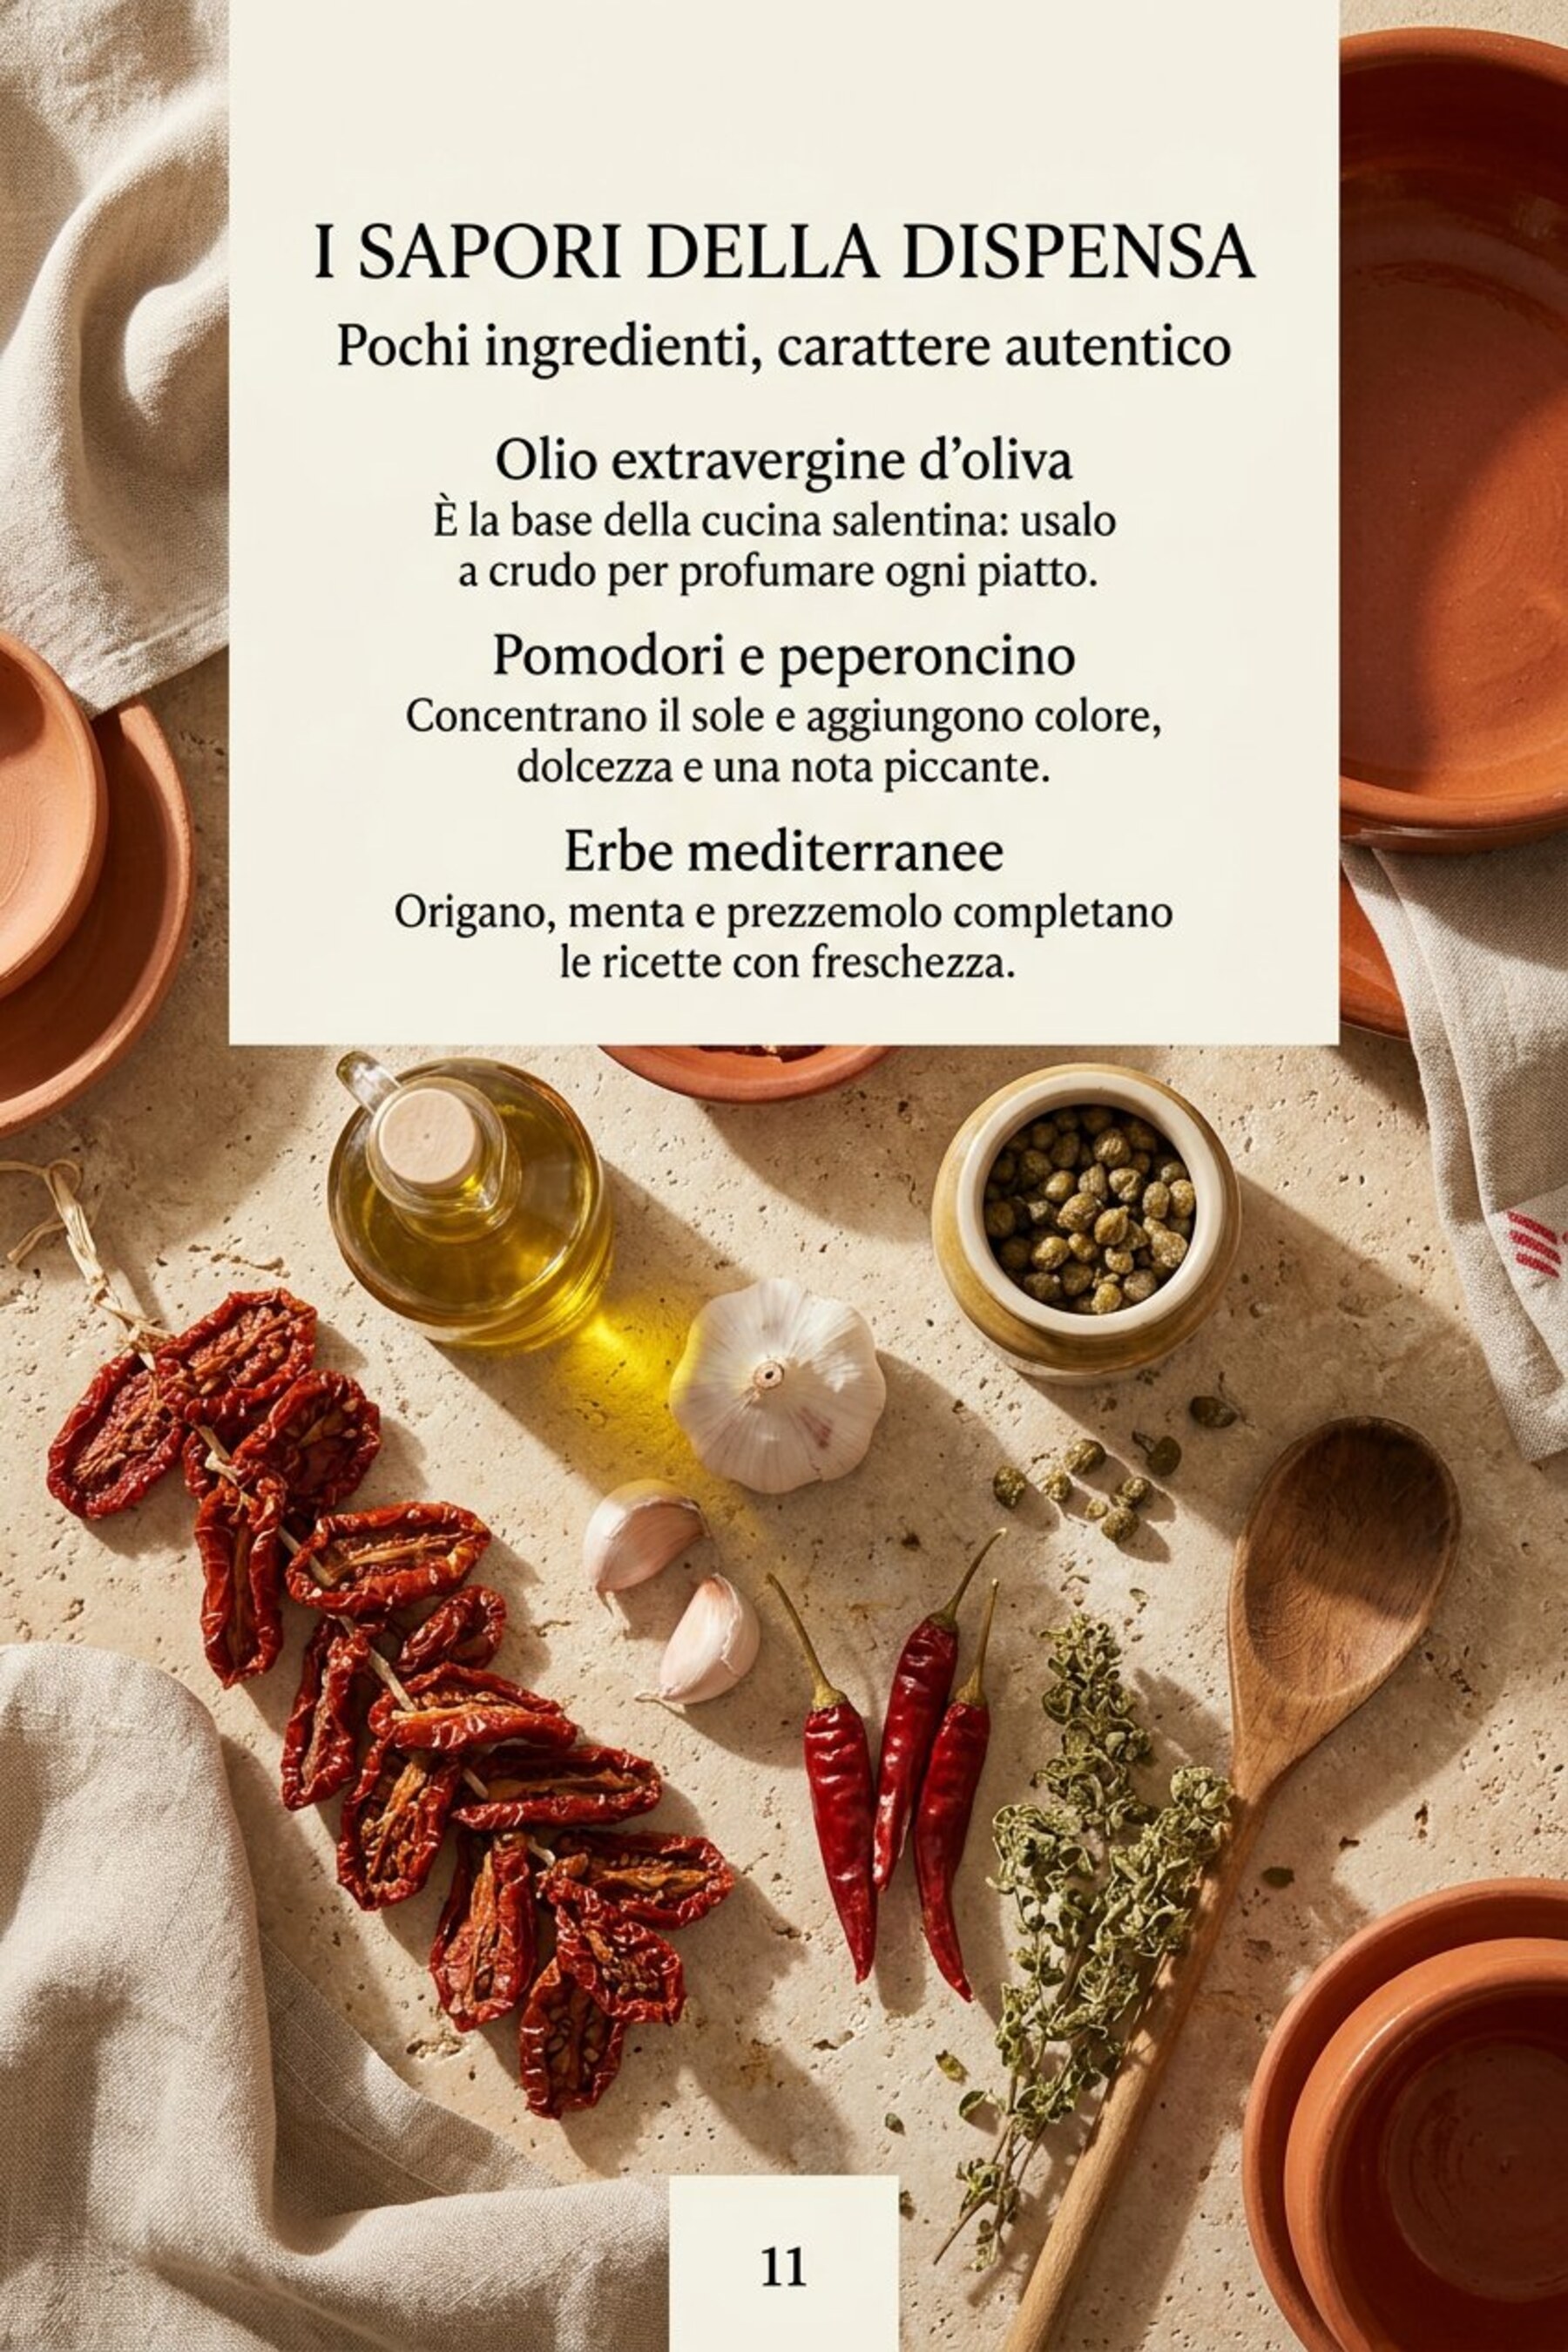 I SAPORI DELLA DISPENSA
Pochi ingredienti, carattere autentico
Olio extravergine d’oliva
È la base della cucina salentina: usalo
a crudo per profumare ogni piatto.
Pomodori e peperoncino
Concentrano il sole e aggiungono colore,
dolcezza e una nota piccante.
Erbe mediterranee
Origano, menta e prezzemolo completano
le ricette con freschezza.
11